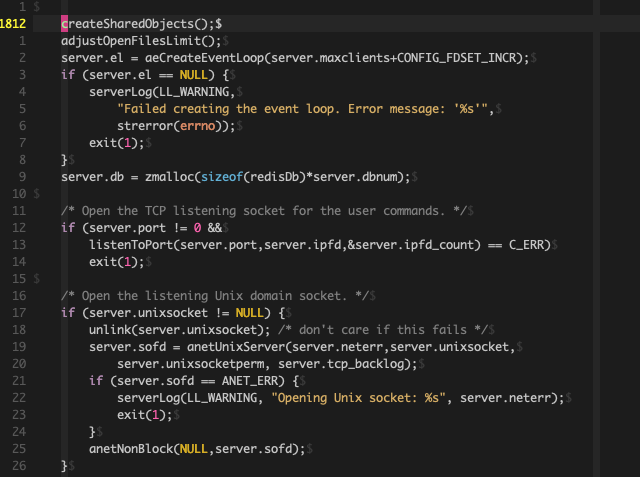 1 $
1812 createSharedObjects();$
1 adjustOpenFilesLimit();$
2 server.el = aeCreateEventLoop(server.maxclients+CONFIG_FDSET_INCR);$
3 if (server.el == NULL) {$
4 serverLog(LL_WARNING,$
5 "Failed creating the event loop. Error message: '%s'",$
6 strerror(errno));$
7 exit(1);$
8 }$
9 server.db = zmalloc(sizeof(redisDb)*server.dbnum);$
10 $
11 /* Open the TCP listening socket for the user commands. */$
12 if (server.port != 0 &&$
13 listenToPort(server.port,server.ipfd,&server.ipfd_count) == C_ERR)$
14 exit(1);$
15 $
16 /* Open the listening Unix domain socket. */$
17 if (server.unixsocket != NULL) {$
18 unlink(server.unixsocket); /* don't care if this fails */$
19 server.sofd = anetUnixServer(server.neterr,server.unixsocket,$
20 server.unixsocketperm, server.tcp_backlog);$
21 if (server.sofd == ANET_ERR) {$
22 serverLog(LL_WARNING, "Opening Unix socket: %s", server.neterr);$
23 exit(1);$
24 }$
25 anetNonBlock(NULL,server.sofd);$
26 }$